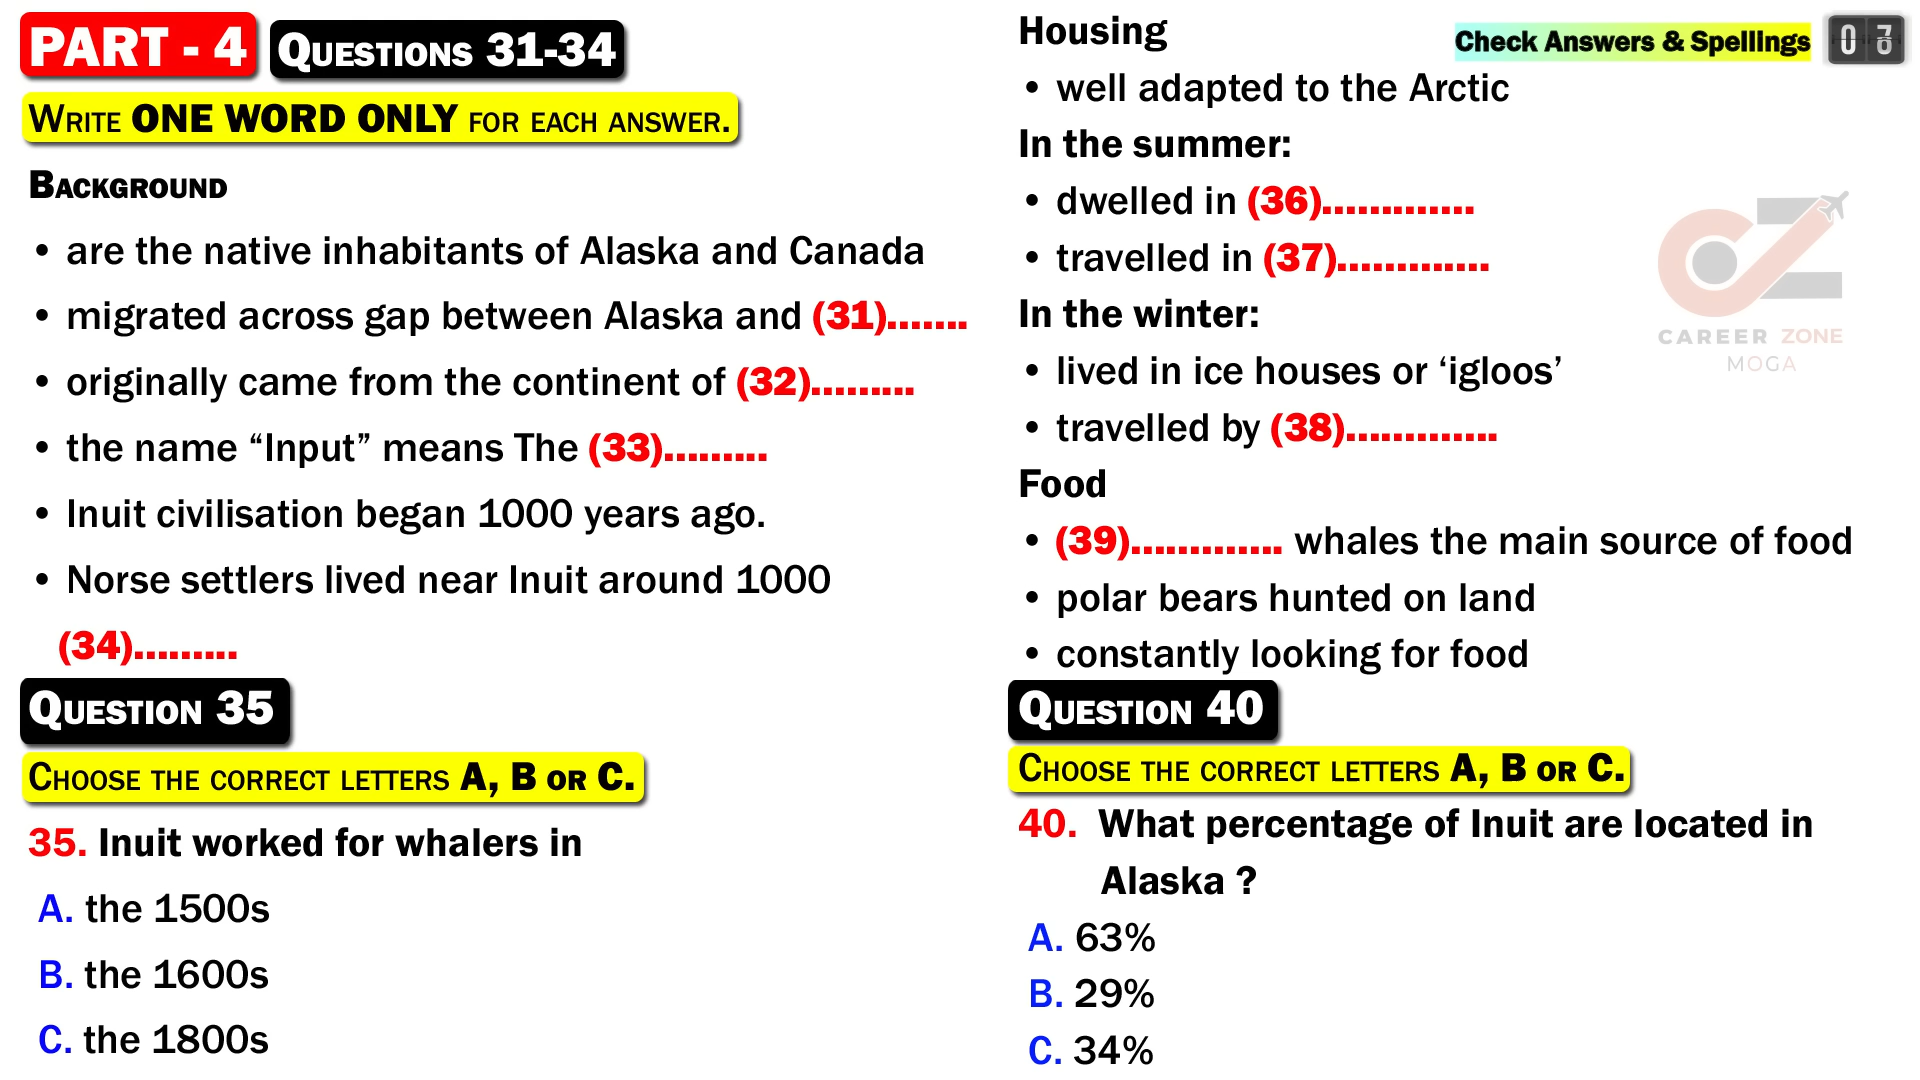 PART - 4
QUESTIONS 31-34
WRITE ONE WORD ONLY FOR EACH ANSWER.
BACKGROUND
• are the native inhabitants of Alaska and Canada
• migrated across gap between Alaska and (31).......
• originally came from the continent of (32).........
• the name “Input” means The (33).........
• Inuit civilisation began 1000 years ago.
• Norse settlers lived near Inuit around 1000
(34).........
QUESTION 35
CHOOSE THE CORRECT LETTERS A, B OR C.
35. Inuit worked for whalers in
A. the 1500s
B. the 1600s
C. the 1800s
Housing
• well adapted to the Arctic
In the summer:
• dwelled in (36).............
• travelled in (37).............
In the winter:
• lived in ice houses or ‘igloos’
• travelled by (38).............
Food
• (39)............. whales the main source of food
• polar bears hunted on land
• constantly looking for food
QUESTION 40
CHOOSE THE CORRECT LETTERS A, B OR C.
40. What percentage of Inuit are located in
Alaska ?
A. 63%
B. 29%
C. 34%
Check Answers & Spellings
CAREER ZONE
MOGA